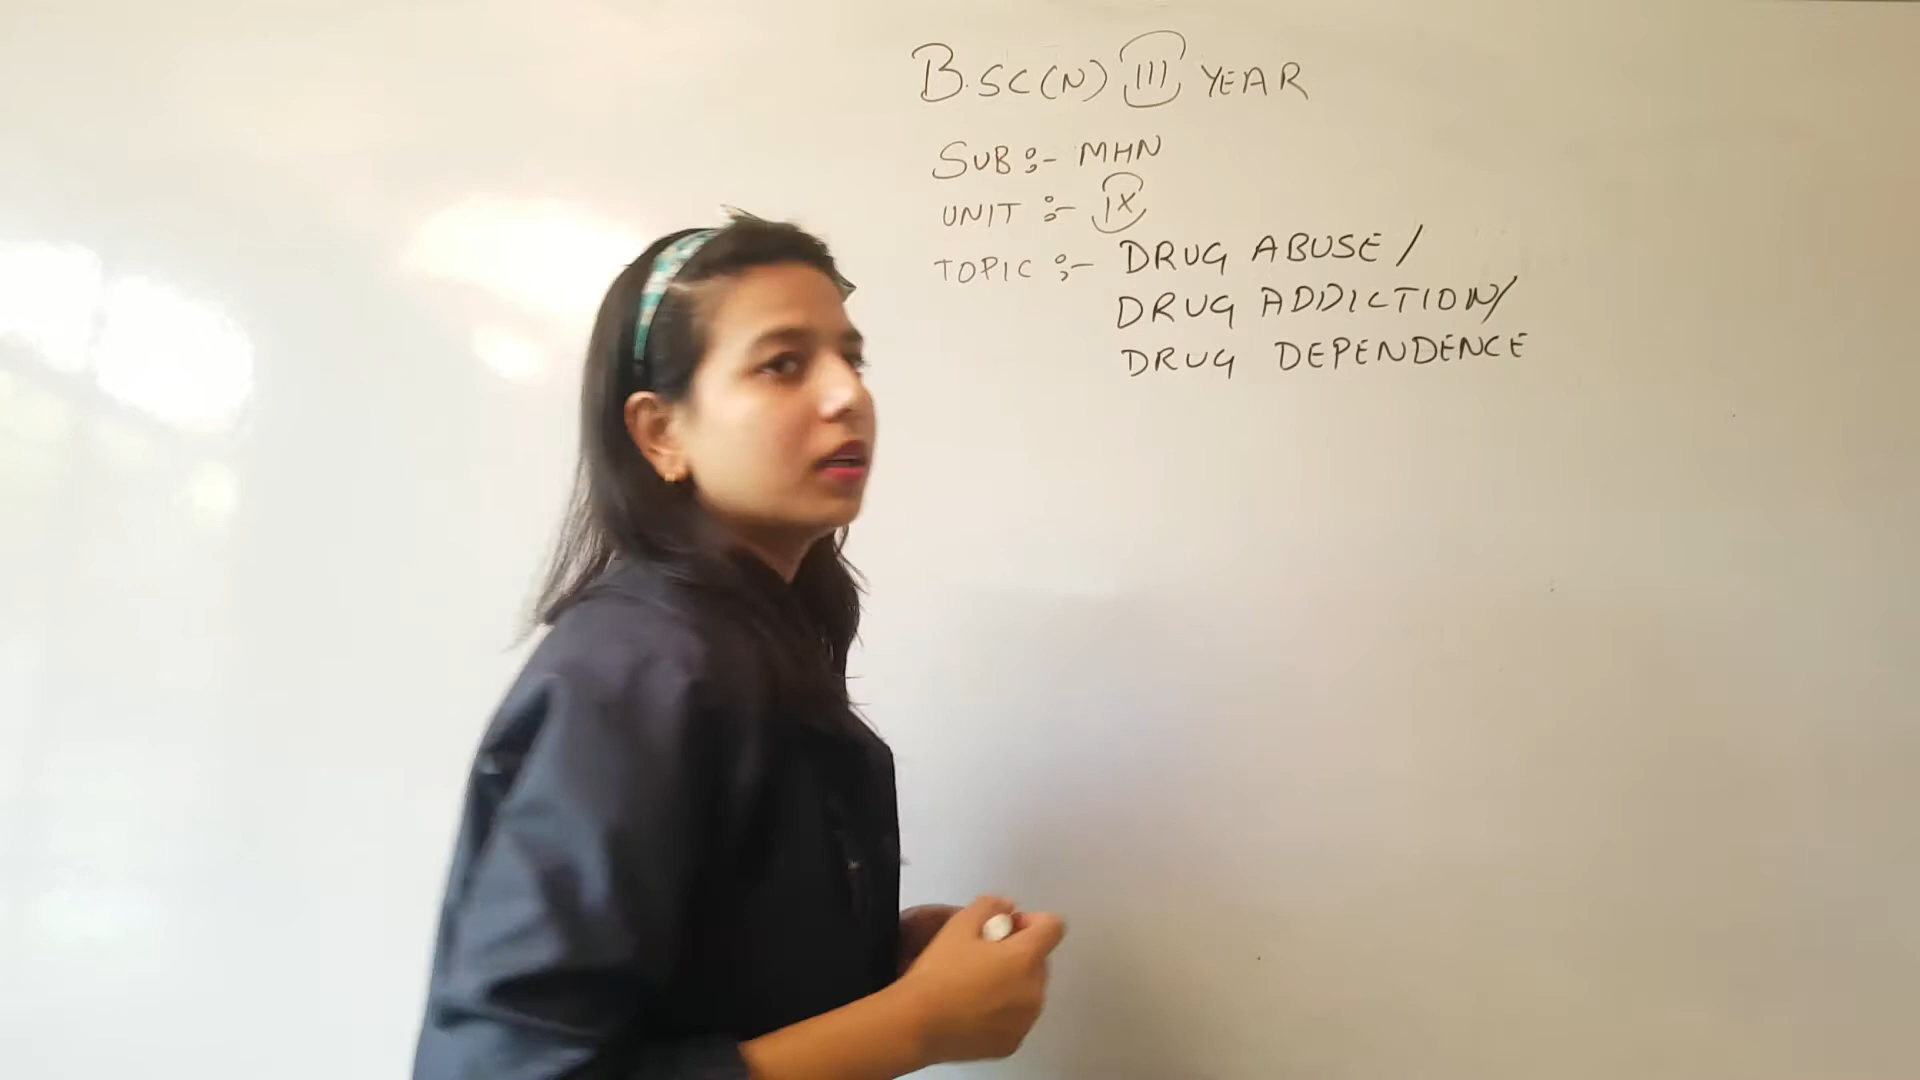 B.SC(N) III YEAR
SUB :- MHN
UNIT :- IX
TOPIC :- DRUG ABUSE /
DRUG ADDICTION/
DRUG DEPENDENCE